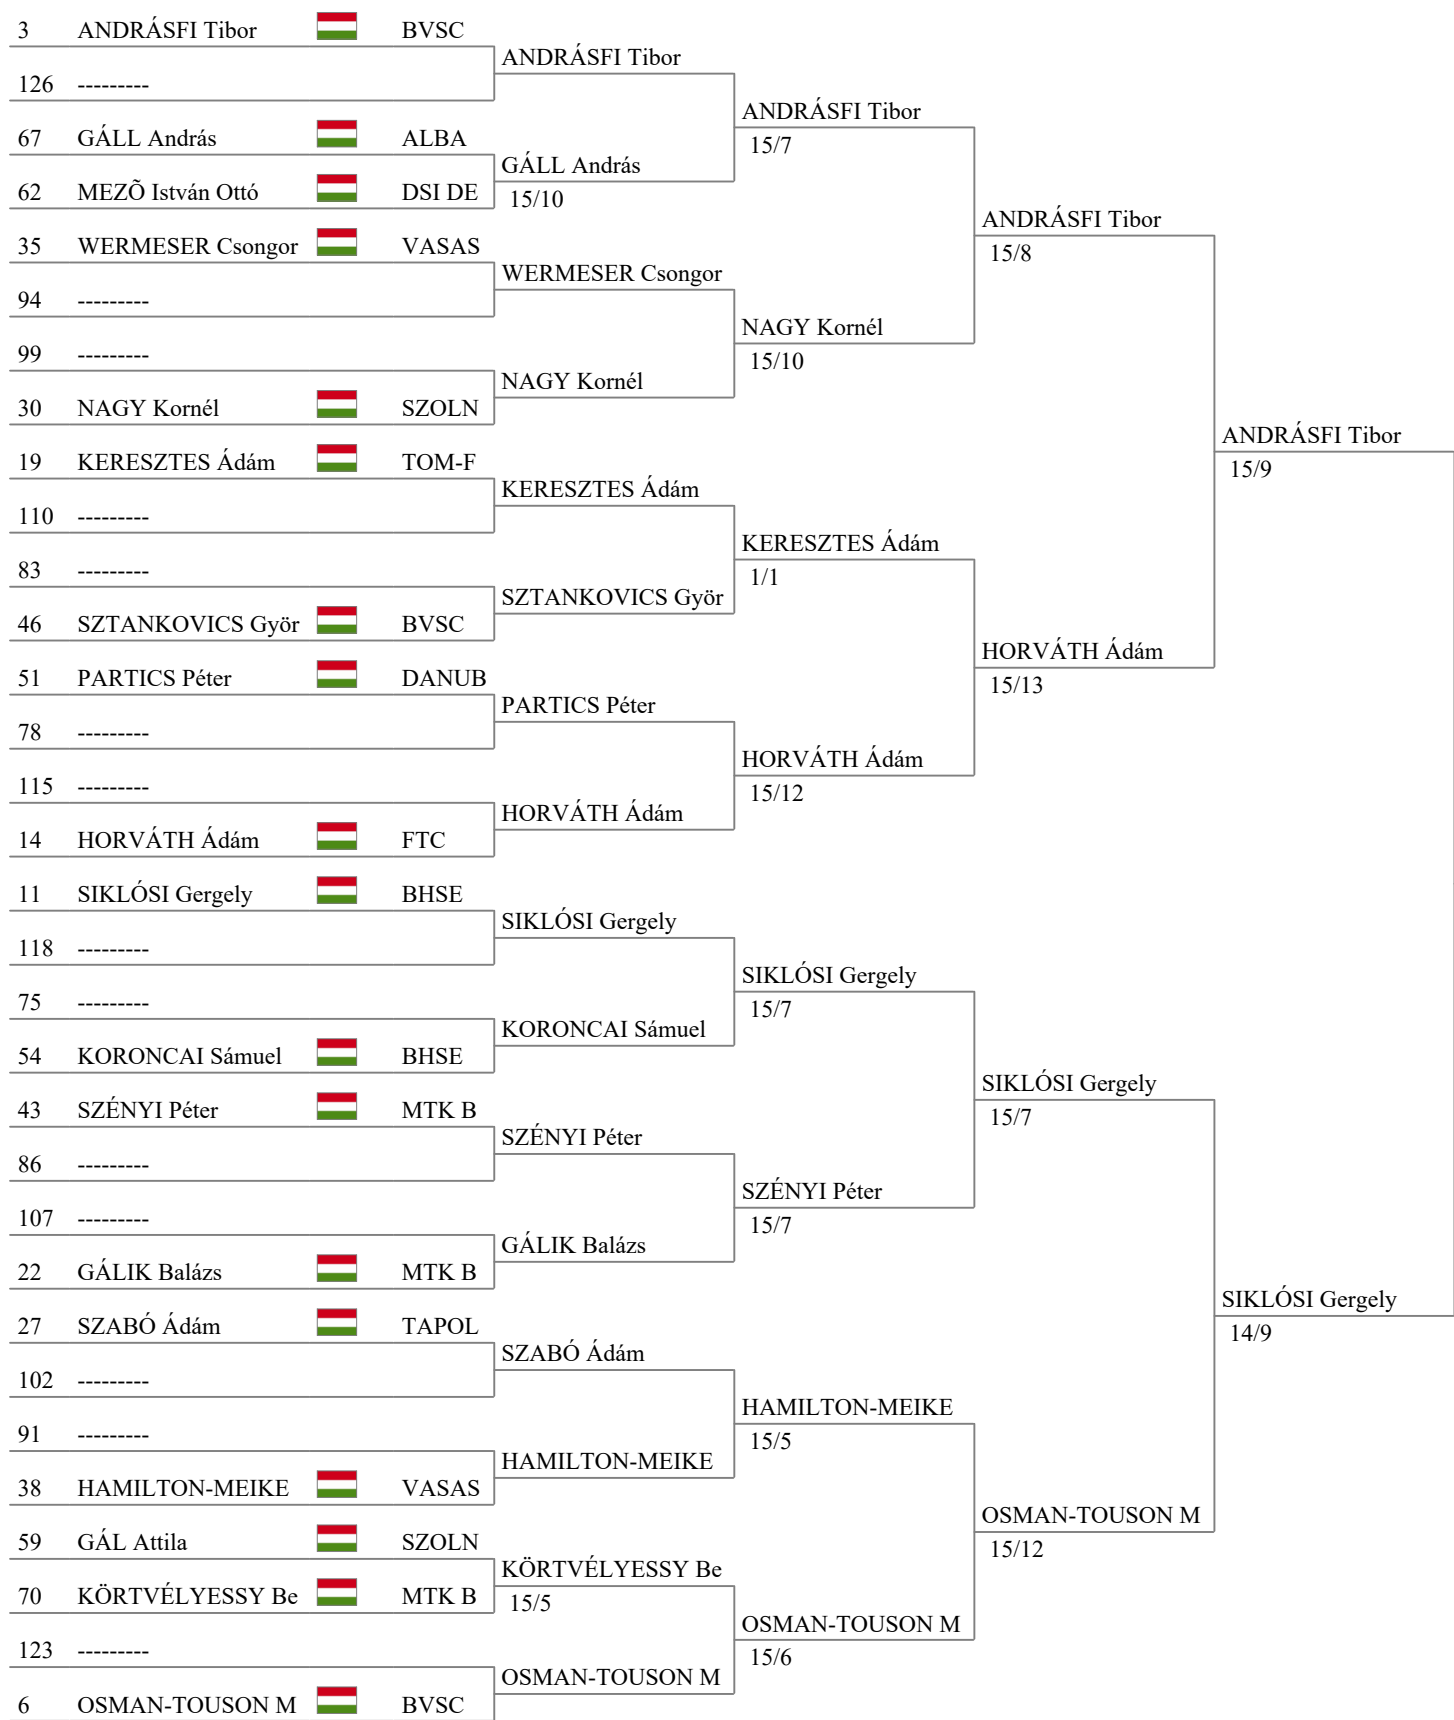 3 ANDRÁSFI Tibor BVSC
126 ---------
67 GÁLL András ALBA
62 MEZÕ István Ottó DSI DE
35 WERMESER Csongor VASAS
94 ---------
99 ---------
30 NAGY Kornél SZOLN
19 KERESZTES Ádám TOM-F
110 ---------
83 ---------
46 SZTANKOVICS Györ BVSC
51 PARTICS Péter DANUB
78 ---------
115 ---------
14 HORVÁTH Ádám FTC
11 SIKLÓSI Gergely BHSE
118 ---------
75 ---------
54 KORONCAI Sámuel BHSE
43 SZÉNYI Péter MTK B
86 ---------
107 ---------
22 GÁLIK Balázs MTK B
27 SZABÓ Ádám TAPOL
102 ---------
91 ---------
38 HAMILTON-MEIKE VASAS
59 GÁL Attila SZOLN
70 KÖRTVÉLYESSY Be MTK B
123 ---------
6 OSMAN-TOUSON M BVSC
ANDRÁSFI Tibor
GÁLL András
15/10
WERMESER Csongor
NAGY Kornél
KERESZTES Ádám
SZTANKOVICS Györ
PARTICS Péter
HORVÁTH Ádám
SIKLÓSI Gergely
KORONCAI Sámuel
SZÉNYI Péter
GÁLIK Balázs
SZABÓ Ádám
HAMILTON-MEIKE
KÖRTVÉLYESSY Be
15/5
OSMAN-TOUSON M
ANDRÁSFI Tibor
15/7
NAGY Kornél
15/10
KERESZTES Ádám
1/1
HORVÁTH Ádám
15/12
SIKLÓSI Gergely
15/7
SZÉNYI Péter
15/7
HAMILTON-MEIKE
15/5
OSMAN-TOUSON M
15/6
ANDRÁSFI Tibor
15/8
HORVÁTH Ádám
15/13
SIKLÓSI Gergely
15/7
OSMAN-TOUSON M
15/12
ANDRÁSFI Tibor
15/9
SIKLÓSI Gergely
14/9